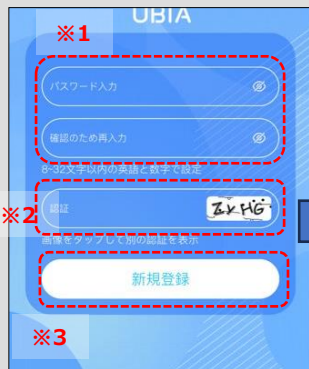 UBIA
※1
パスワード入力
確認のため再入力
8~32文字以内の英語と数字で設定
※2
認証
ZxHG
画像をタップして別の認証を表示
新規登録
※3